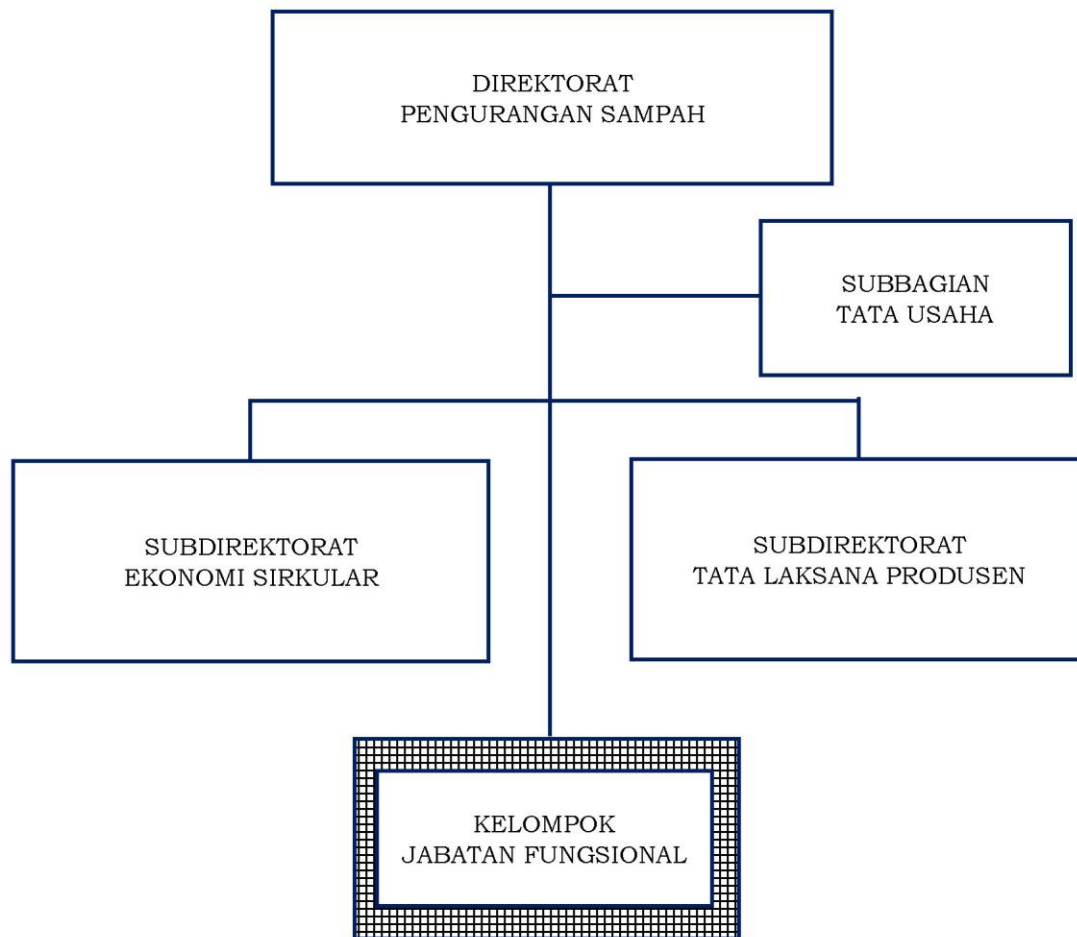 DIREKTORAT
PENGURANGAN SAMPAH
SUBBAGIAN
TATA USAHA
SUBDIREKTORAT
EKONOMI SIRKULAR
SUBDIREKTORAT
TATA LAKSANA PRODUSEN
KELOMPOK
JABATAN FUNGSIONAL